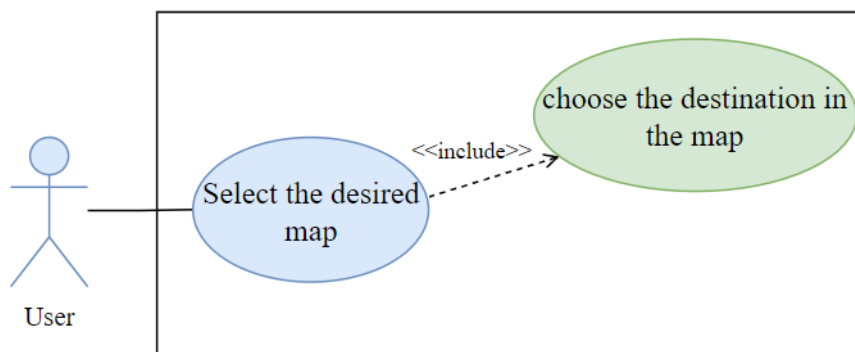 choose the destination in
the map
<<include>>
Select the desired
map
User